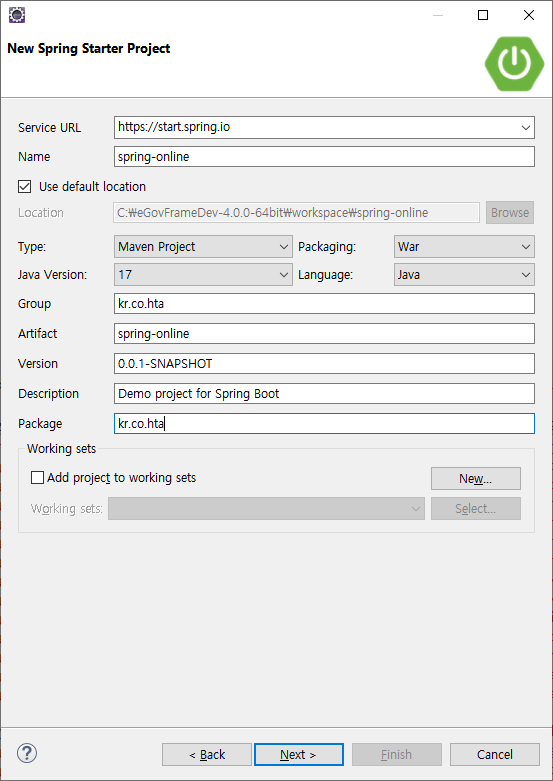 New Spring Starter Project
Service URL https://start.spring.io
Name spring-online
Use default location
Location C:₩eGovFrameDev-4.0.0-64bit₩workspace₩spring-online Browse
Type: Maven Project Packaging: War
Java Version: 17 Language: Java
Group kr.co.hta
Artifact spring-online
Version 0.0.1-SNAPSHOT
Description Demo project for Spring Boot
Package kr.co.hta
Working sets
Add project to working sets New...
Working sets: Select...
? < Back Next > Finish Cancel